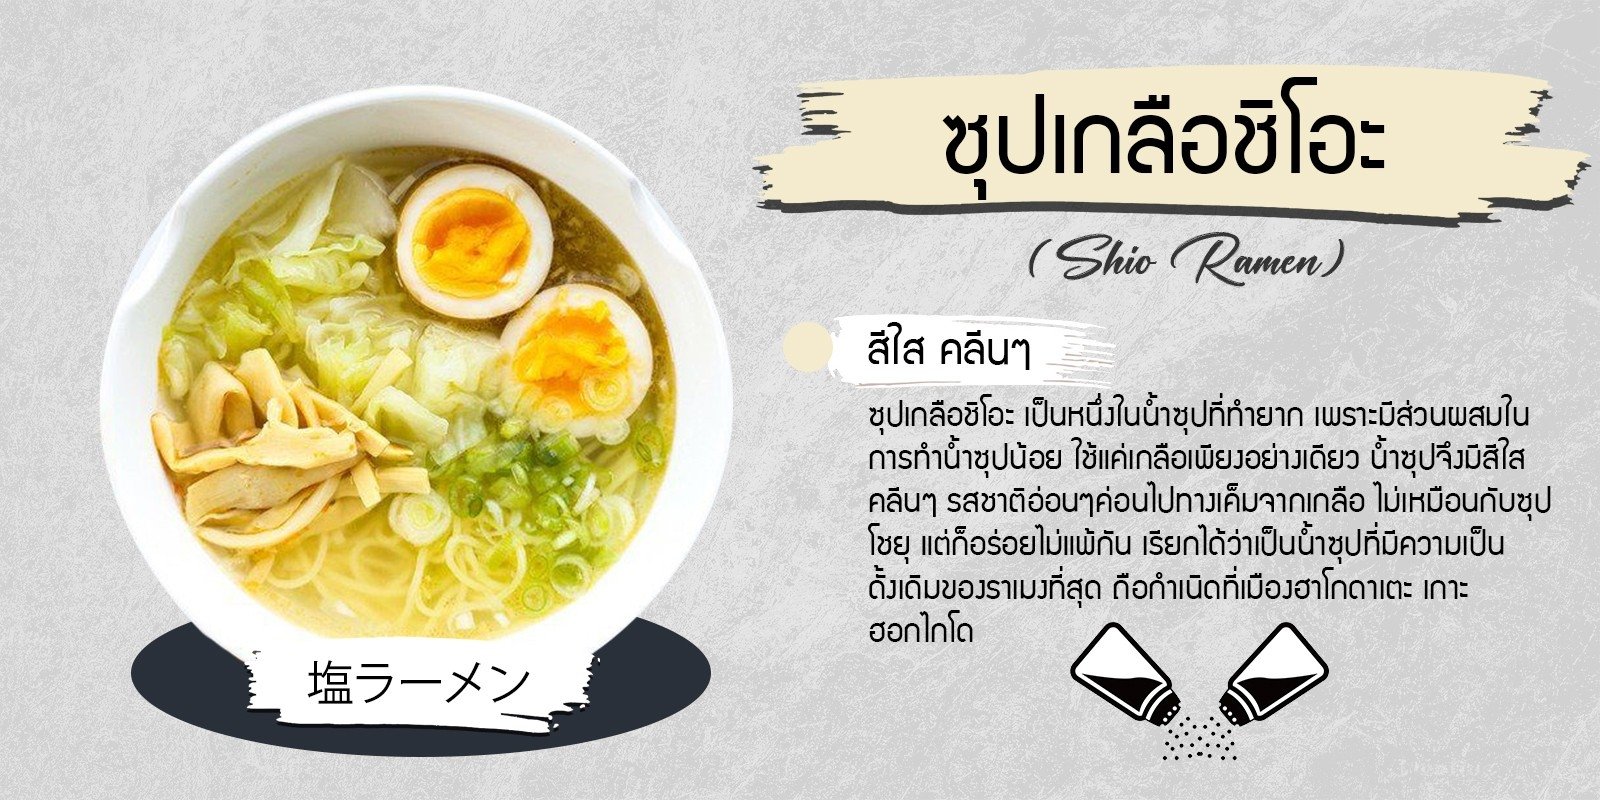 ซุปเกลือชิโอะ
(Shio Ramen)
สีใส คลีนๆ
ซุปเกลือชิโอะ เป็นหนึ่งในน้ำซุปที่ทำยาก เพราะมีส่วนผสมใน
การทำน้ำซุปน้อย ใช้แค่เกลือเพียงอย่างเดียว น้ำซุปจึงมีสีใส
คลีนๆ รสชาติอ่อนๆค่อนไปทางเค็มจากเกลือ ไม่เหมือนกับซุป
โชยุ แต่ก็อร่อยไม่แพ้กัน เรียกได้ว่าเป็นน้ำซุปที่มีความเป็น
ดั้งเดิมของราเมงที่สุด ถือกำเนิดที่เมืองฮาโกดาเตะ เกาะ
ฮอกไกโด
塩ラーメン